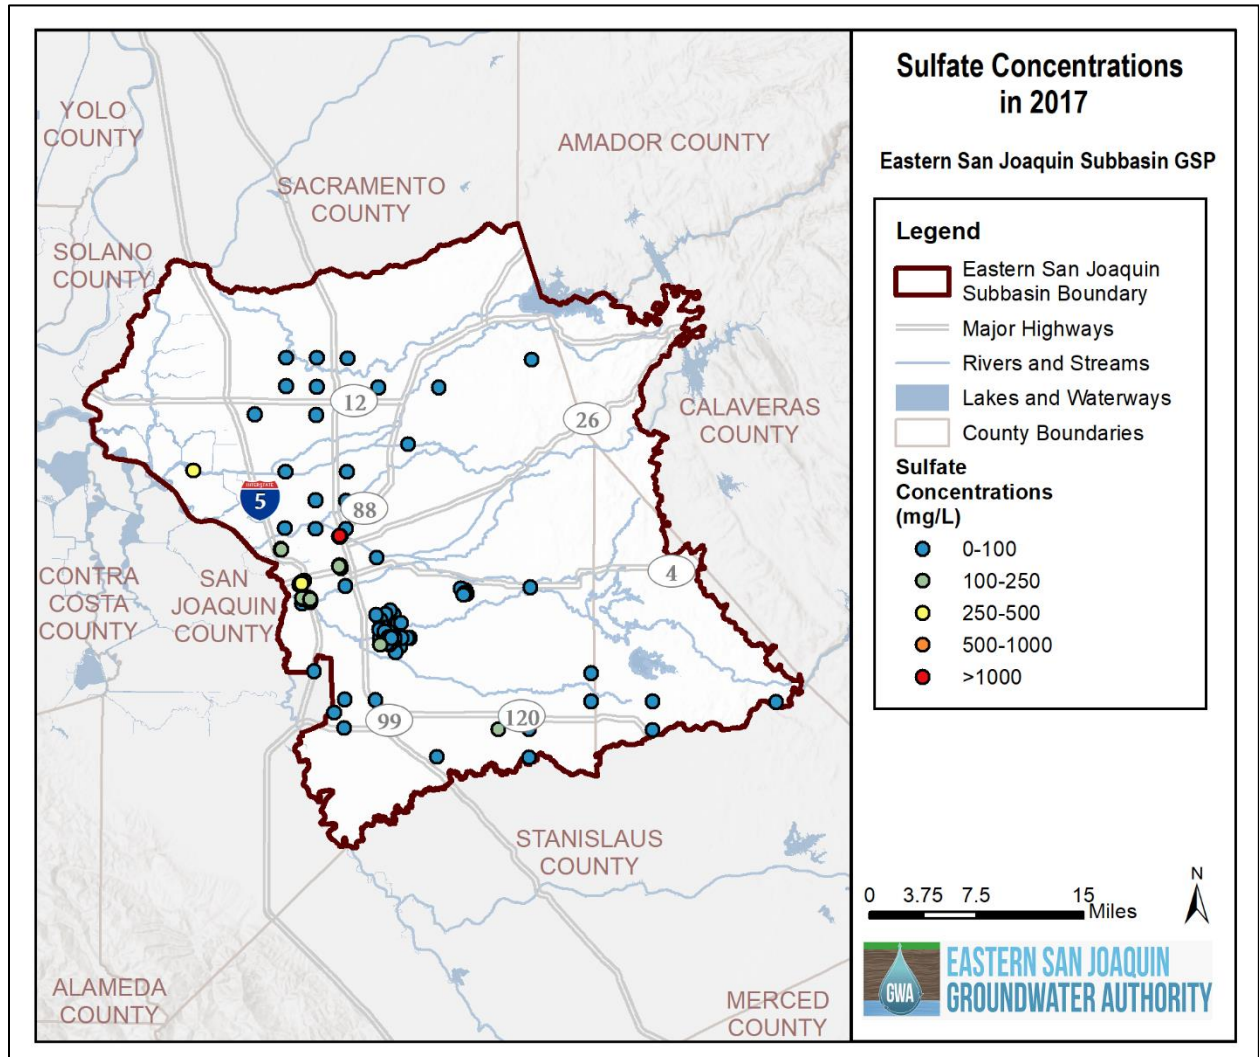 Sulfate Concentrations
in 2017
Eastern San Joaquin Subbasin GSP
Legend
Eastern San Joaquin
Subbasin Boundary
Major Highways
Rivers and Streams
Lakes and Waterways
County Boundaries
Sulfate
Concentrations
(mg/L)
0-100
100-250
250-500
500-1000
>1000
N
0 3.75 7.5 15
Miles
GWA
EASTERN SAN JOAQUIN
GROUNDWATER AUTHORITY
YOLO
COUNTY
AMADOR COUNTY
SACRAMENTO
COUNTY
SOLANO
COUNTY
12
26
CALAVERAS
COUNTY
INTERSTATE
5
88
4
CONTRA
COSTA
COUNTY
SAN
JOAQUIN
COUNTY
99
120
STANISLAUS
COUNTY
ALAMEDA
COUNTY
MERCED
COUNTY